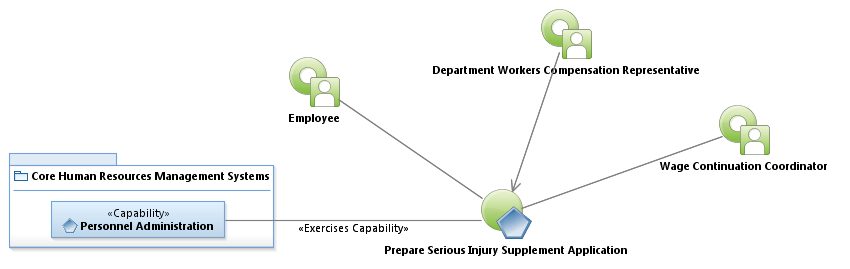 Department Workers Compensation Representative
Employee
Wage Continuation Coordinator
Core Human Resources Management Systems
«Capability»
Personnel Administration
«Exercises Capability»
Prepare Serious Injury Supplement Application